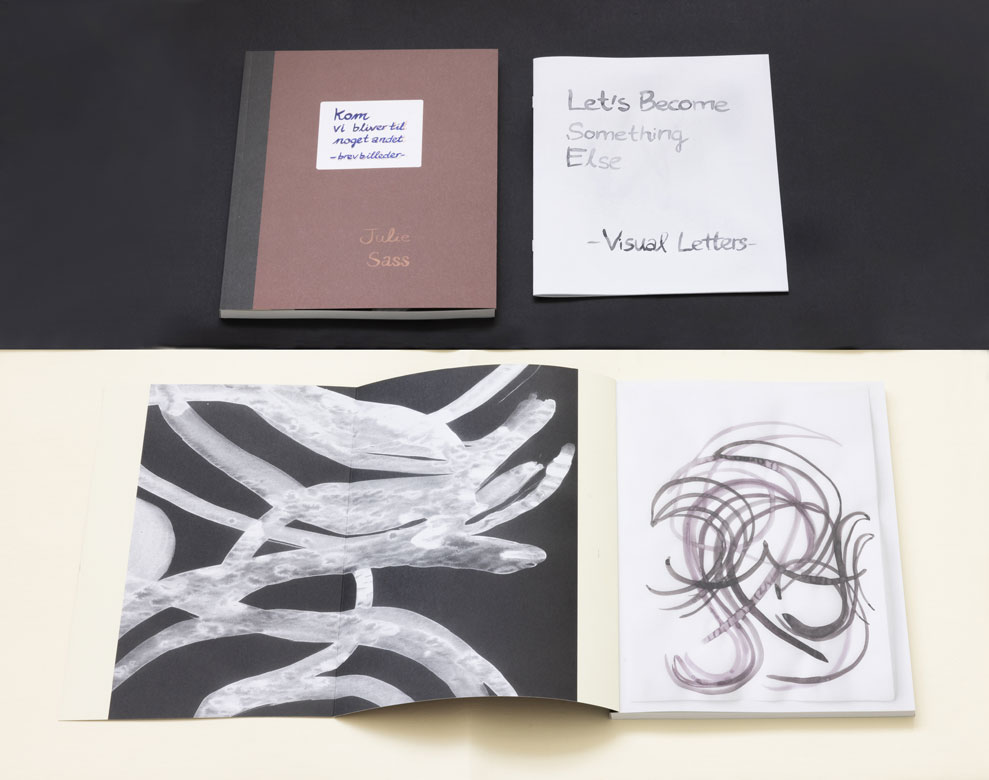 Kom
vi bliver til
noget andet
-brevbilleder-
Julie
Sass
Let's Become
Something
Else
-Visual Letters-